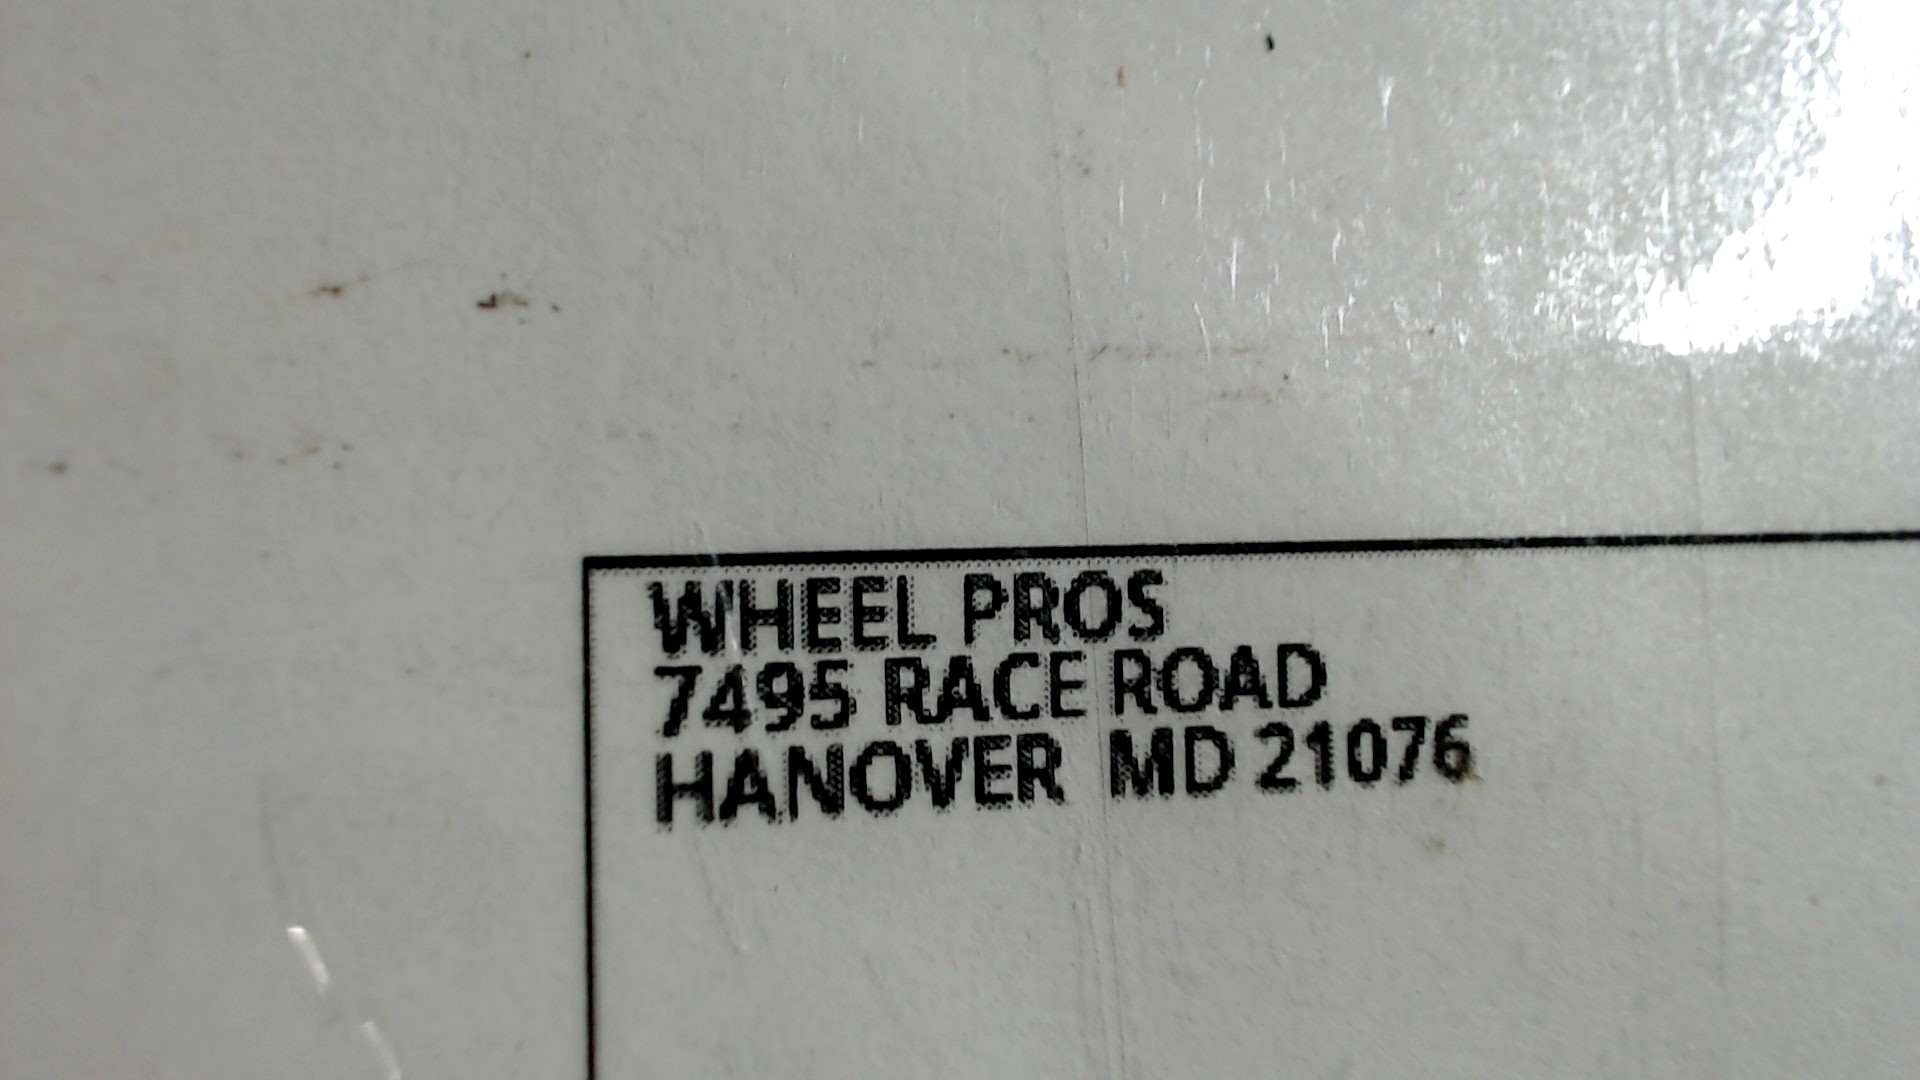 WHEEL PROS
7495 RACE ROAD
HANOVER MD 21076